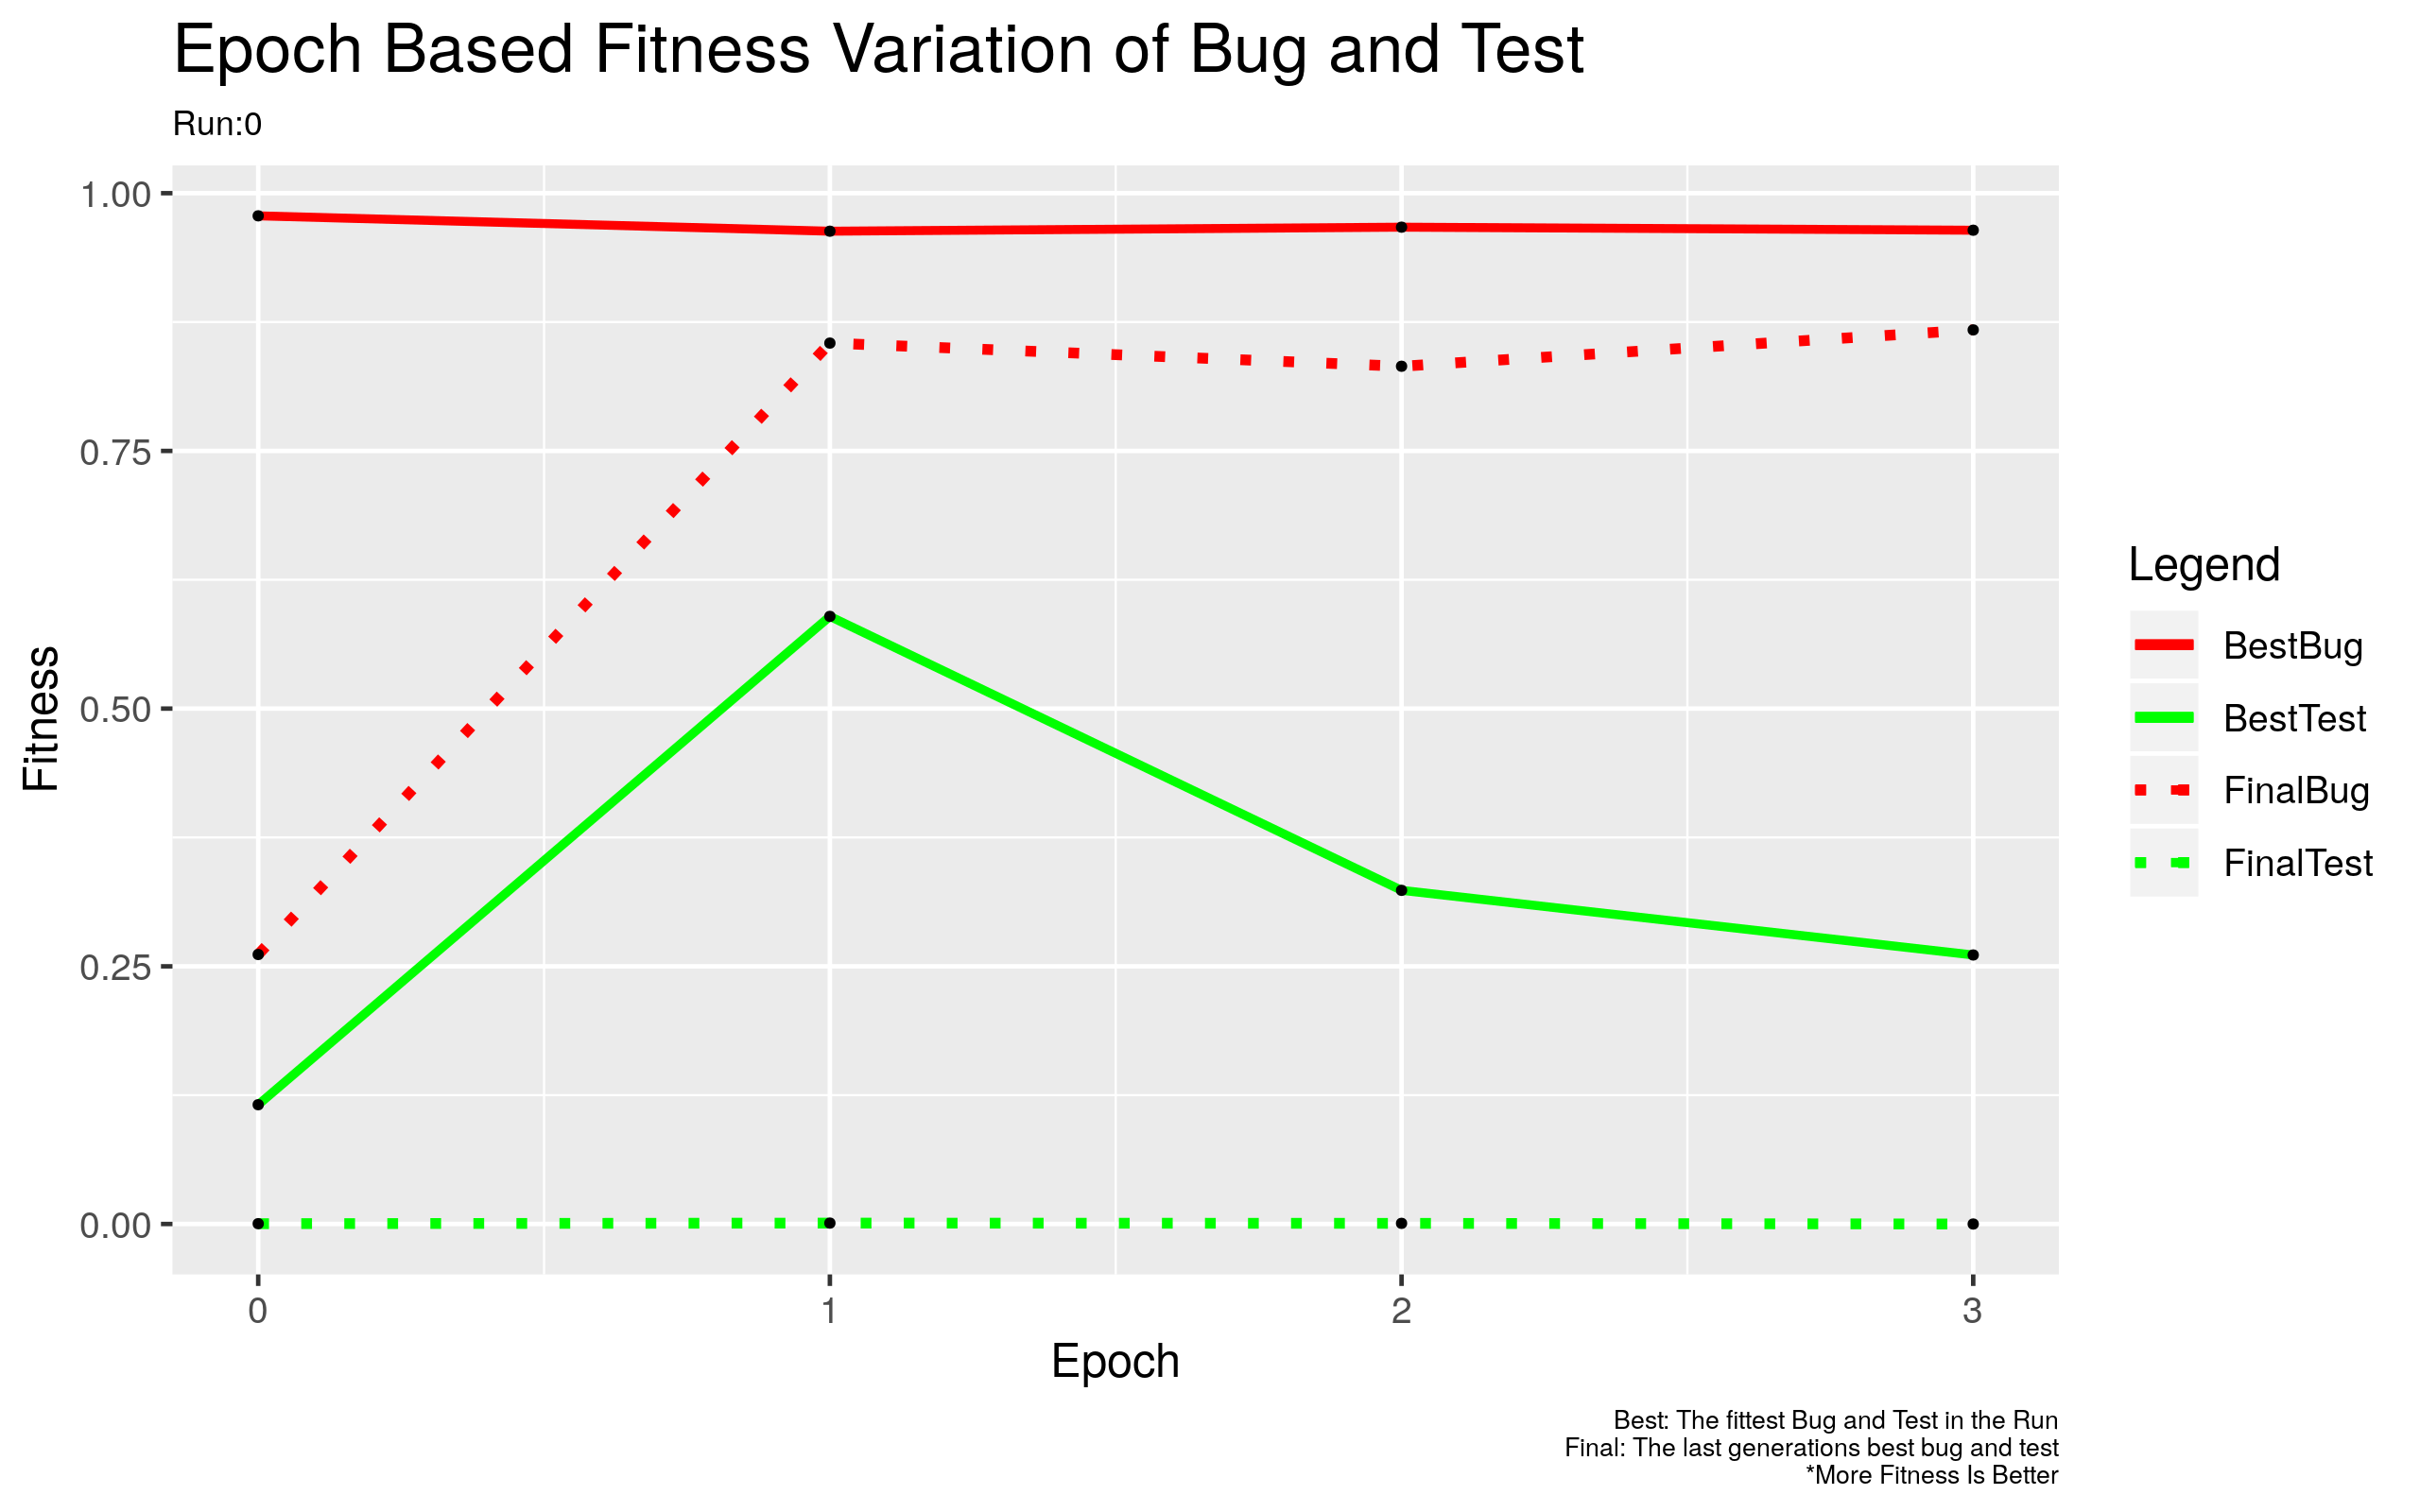 Epoch Based Fitness Variation of Bug and Test
Run:0
1.00
0.75
0.50
0.25
0.00
Fitness
0 1 2 3
Epoch
Legend
BestBug
BestTest
FinalBug
FinalTest
Best: The fittest Bug and Test in the Run
Final: The last generations best bug and test
*More Fitness Is Better